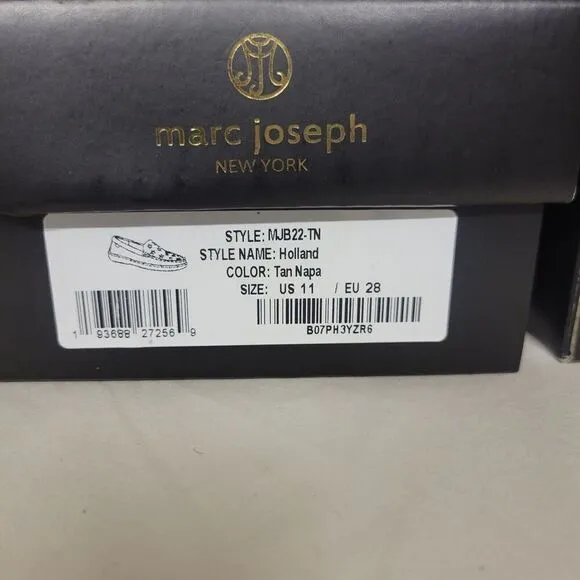 marc joseph
NEW YORK
STYLE: MJB22-TN
STYLE NAME: Holland
COLOR: Tan Napa
SIZE: US 11 / EU 28
1 93688 27256 9
B07PH3YZR6